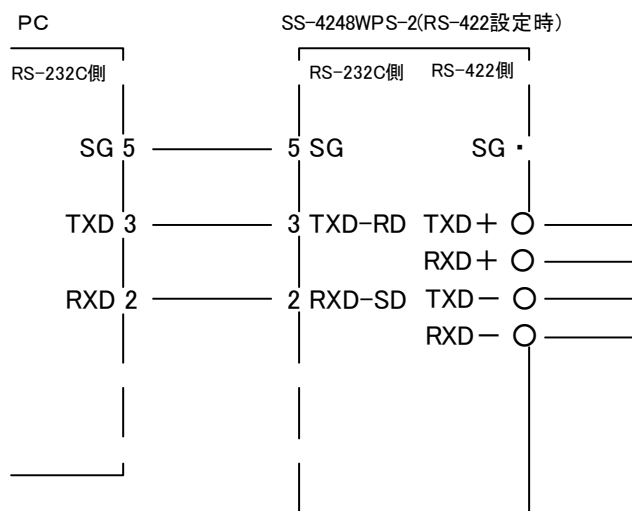 PC SS-4248WPS-2(RS-422設定時)
RS-232C側 RS-232C側 RS-422側
SG 5 5 SG SG・
TXD 3 3 TXD-RD TXD＋
RXD＋
RXD 2 2 RXD-SD TXD－
RXD－